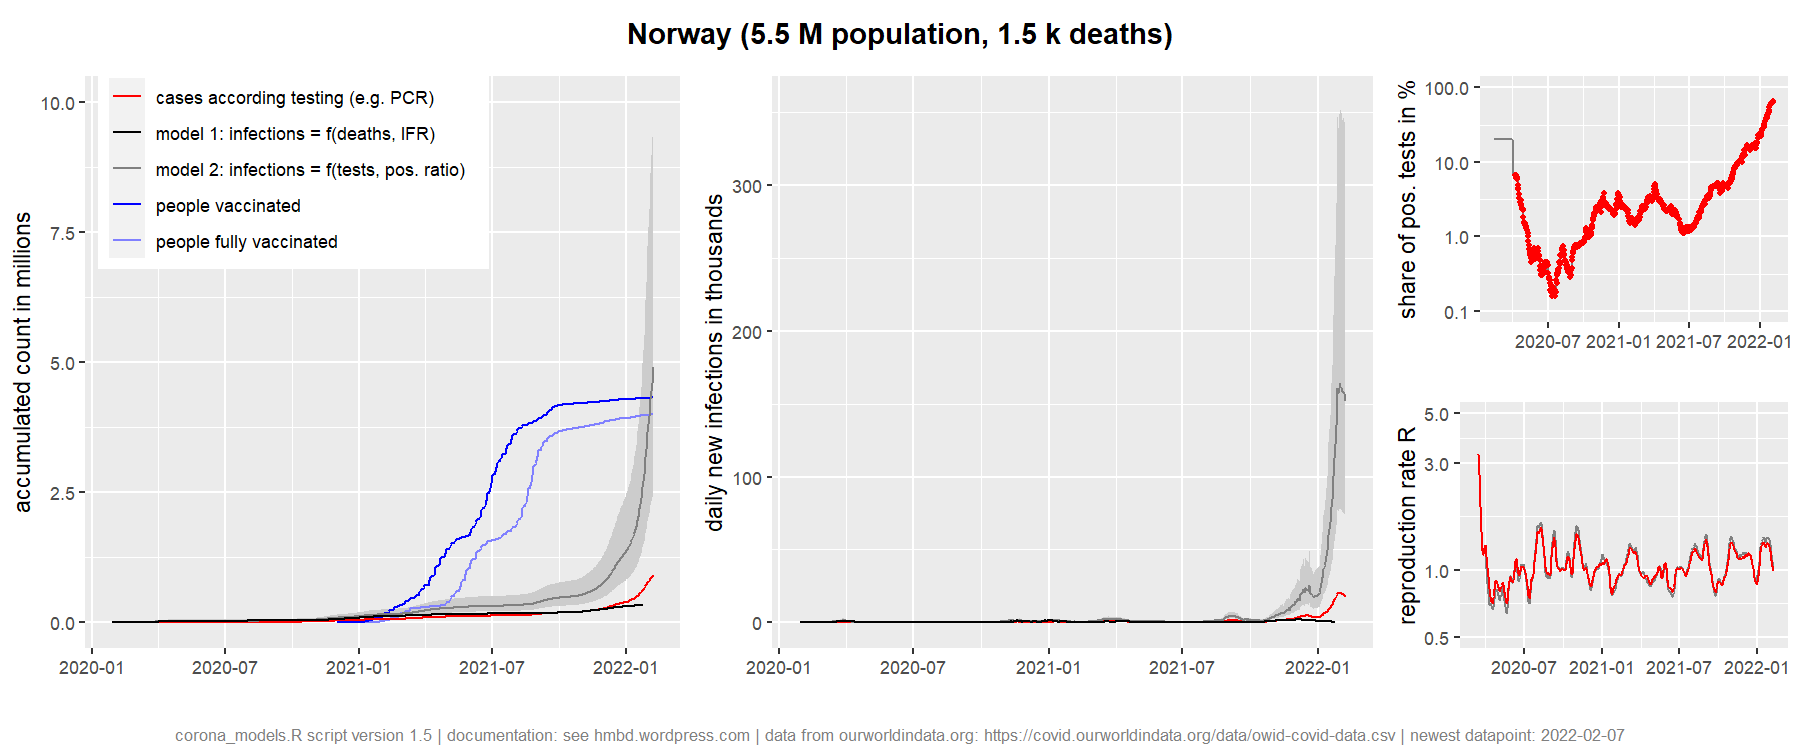 Norway (5.5 M population, 1.5 k deaths)
accumulated count in millions
10.0
7.5
5.0
2.5
0.0
cases according testing (e.g. PCR)
model 1: infections = f(deaths, IFR)
model 2: infections = f(tests, pos. ratio)
people vaccinated
people fully vaccinated
2020-01 2020-07 2021-01 2021-07 2022-01
daily new infections in thousands
300
200
100
0
2020-01 2020-07 2021-01 2021-07 2022-01
share of pos. tests in %
100.0
10.0
1.0
0.1
2020-07 2021-01 2021-07 2022-01
reproduction rate R
5.0
3.0
1.0
0.5
2020-07 2021-01 2021-07 2022-01
corona_models.R script version 1.5 | documentation: see hmbd.wordpress.com | data from ourworldindata.org: https://covid.ourworldindata.org/data/owid-covid-data.csv | newest datapoint: 2022-02-07